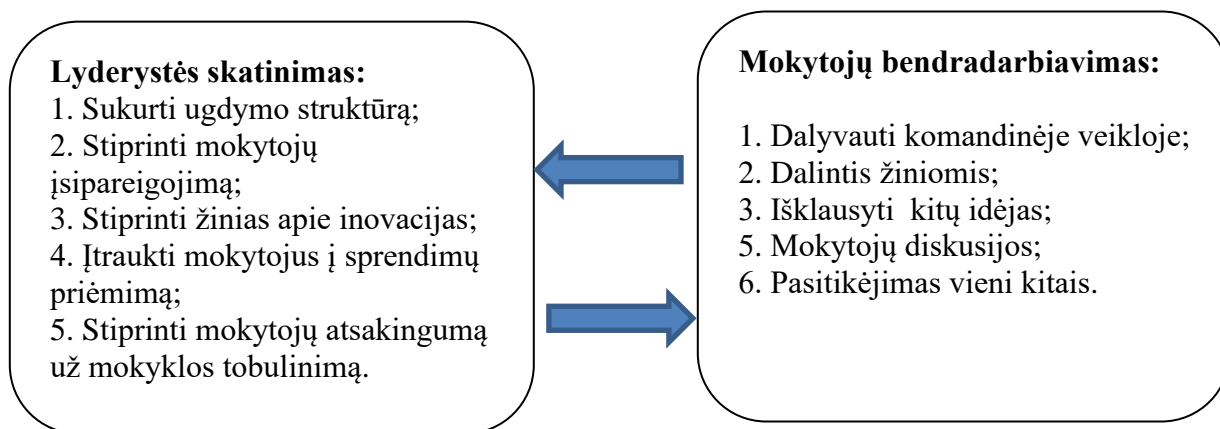 Lyderystės skatinimas:
1. Sukurti ugdymo struktūrą;
2. Stiprinti mokytojų
įsipareigojimą;
3. Stiprinti žinias apie inovacijas;
4. Įtraukti mokytojus į sprendimų
priėmimą;
5. Stiprinti mokytojų atsakingumą
už mokyklos tobulinimą.
Mokytojų bendradarbiavimas:
1. Dalyvauti komandinėje veikloje;
2. Dalintis žiniomis;
3. Išklausyti  kitų idėjas;
5. Mokytojų diskusijos;
6. Pasitikėjimas vieni kitais.